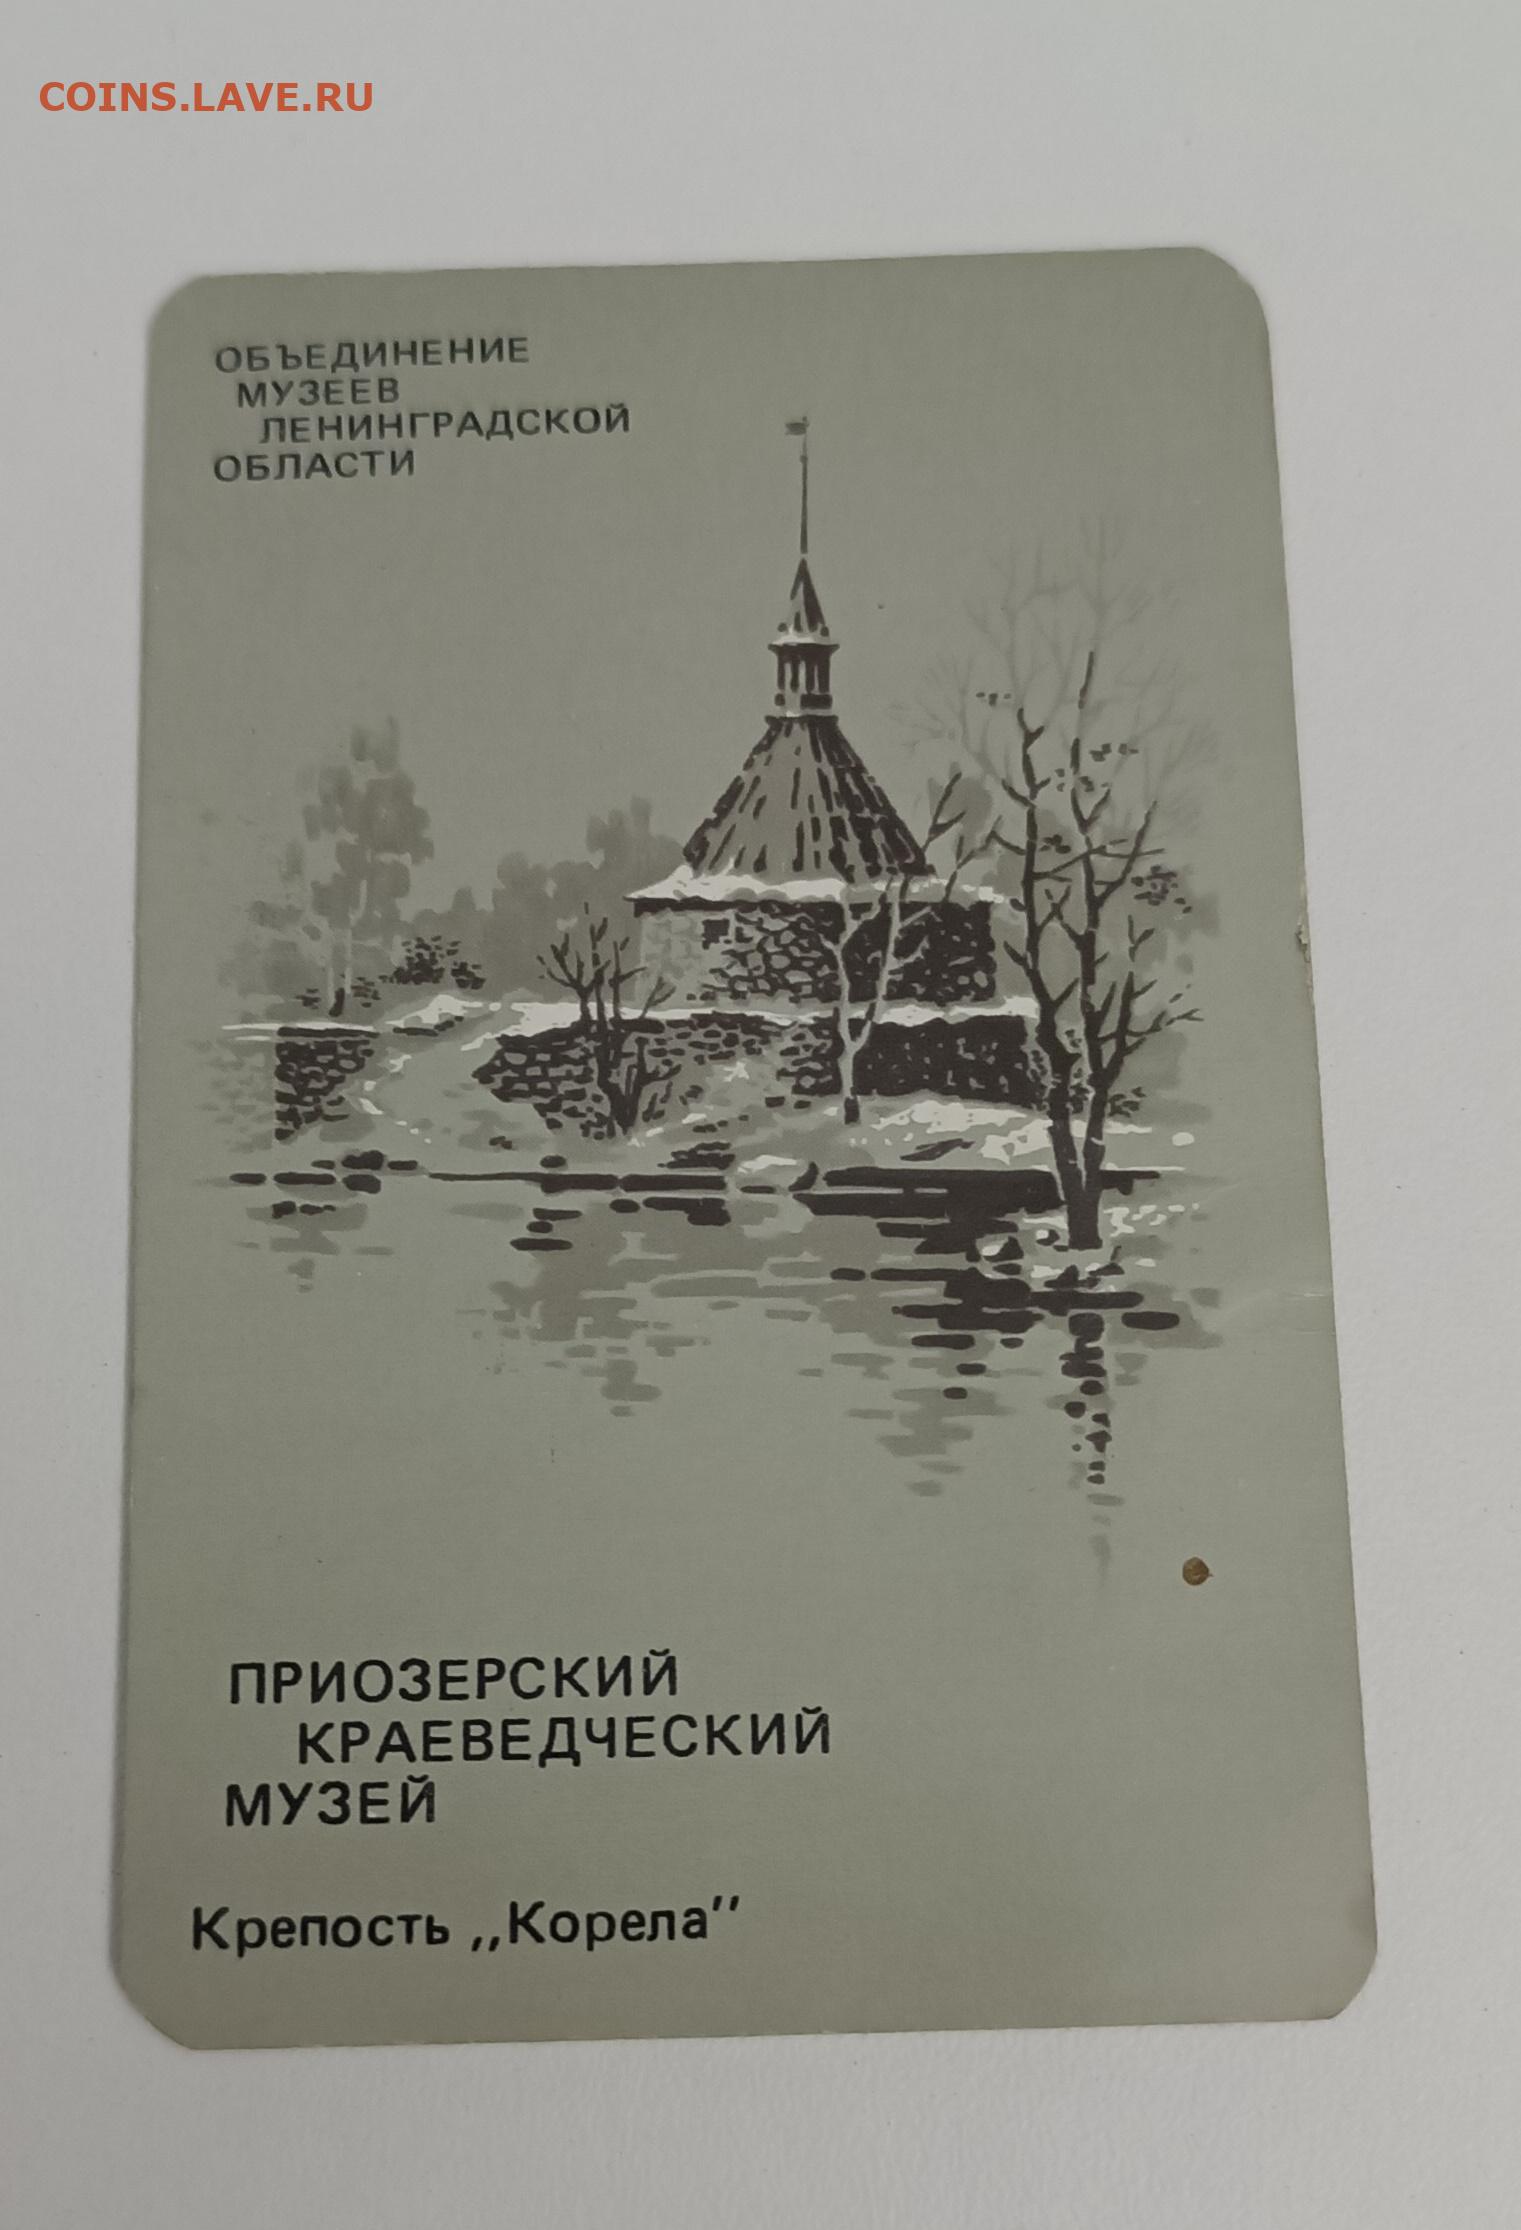 COINS.LAVE.RU
ОБЪЕДИНЕНИЕ
МУЗЕЕВ
ЛЕНИНГРАДСКОЙ
ОБЛАСТИ
ПРИОЗЕРСКИЙ
КРАЕВЕДЧЕСКИЙ
МУЗЕЙ
Крепость ,,Корела''